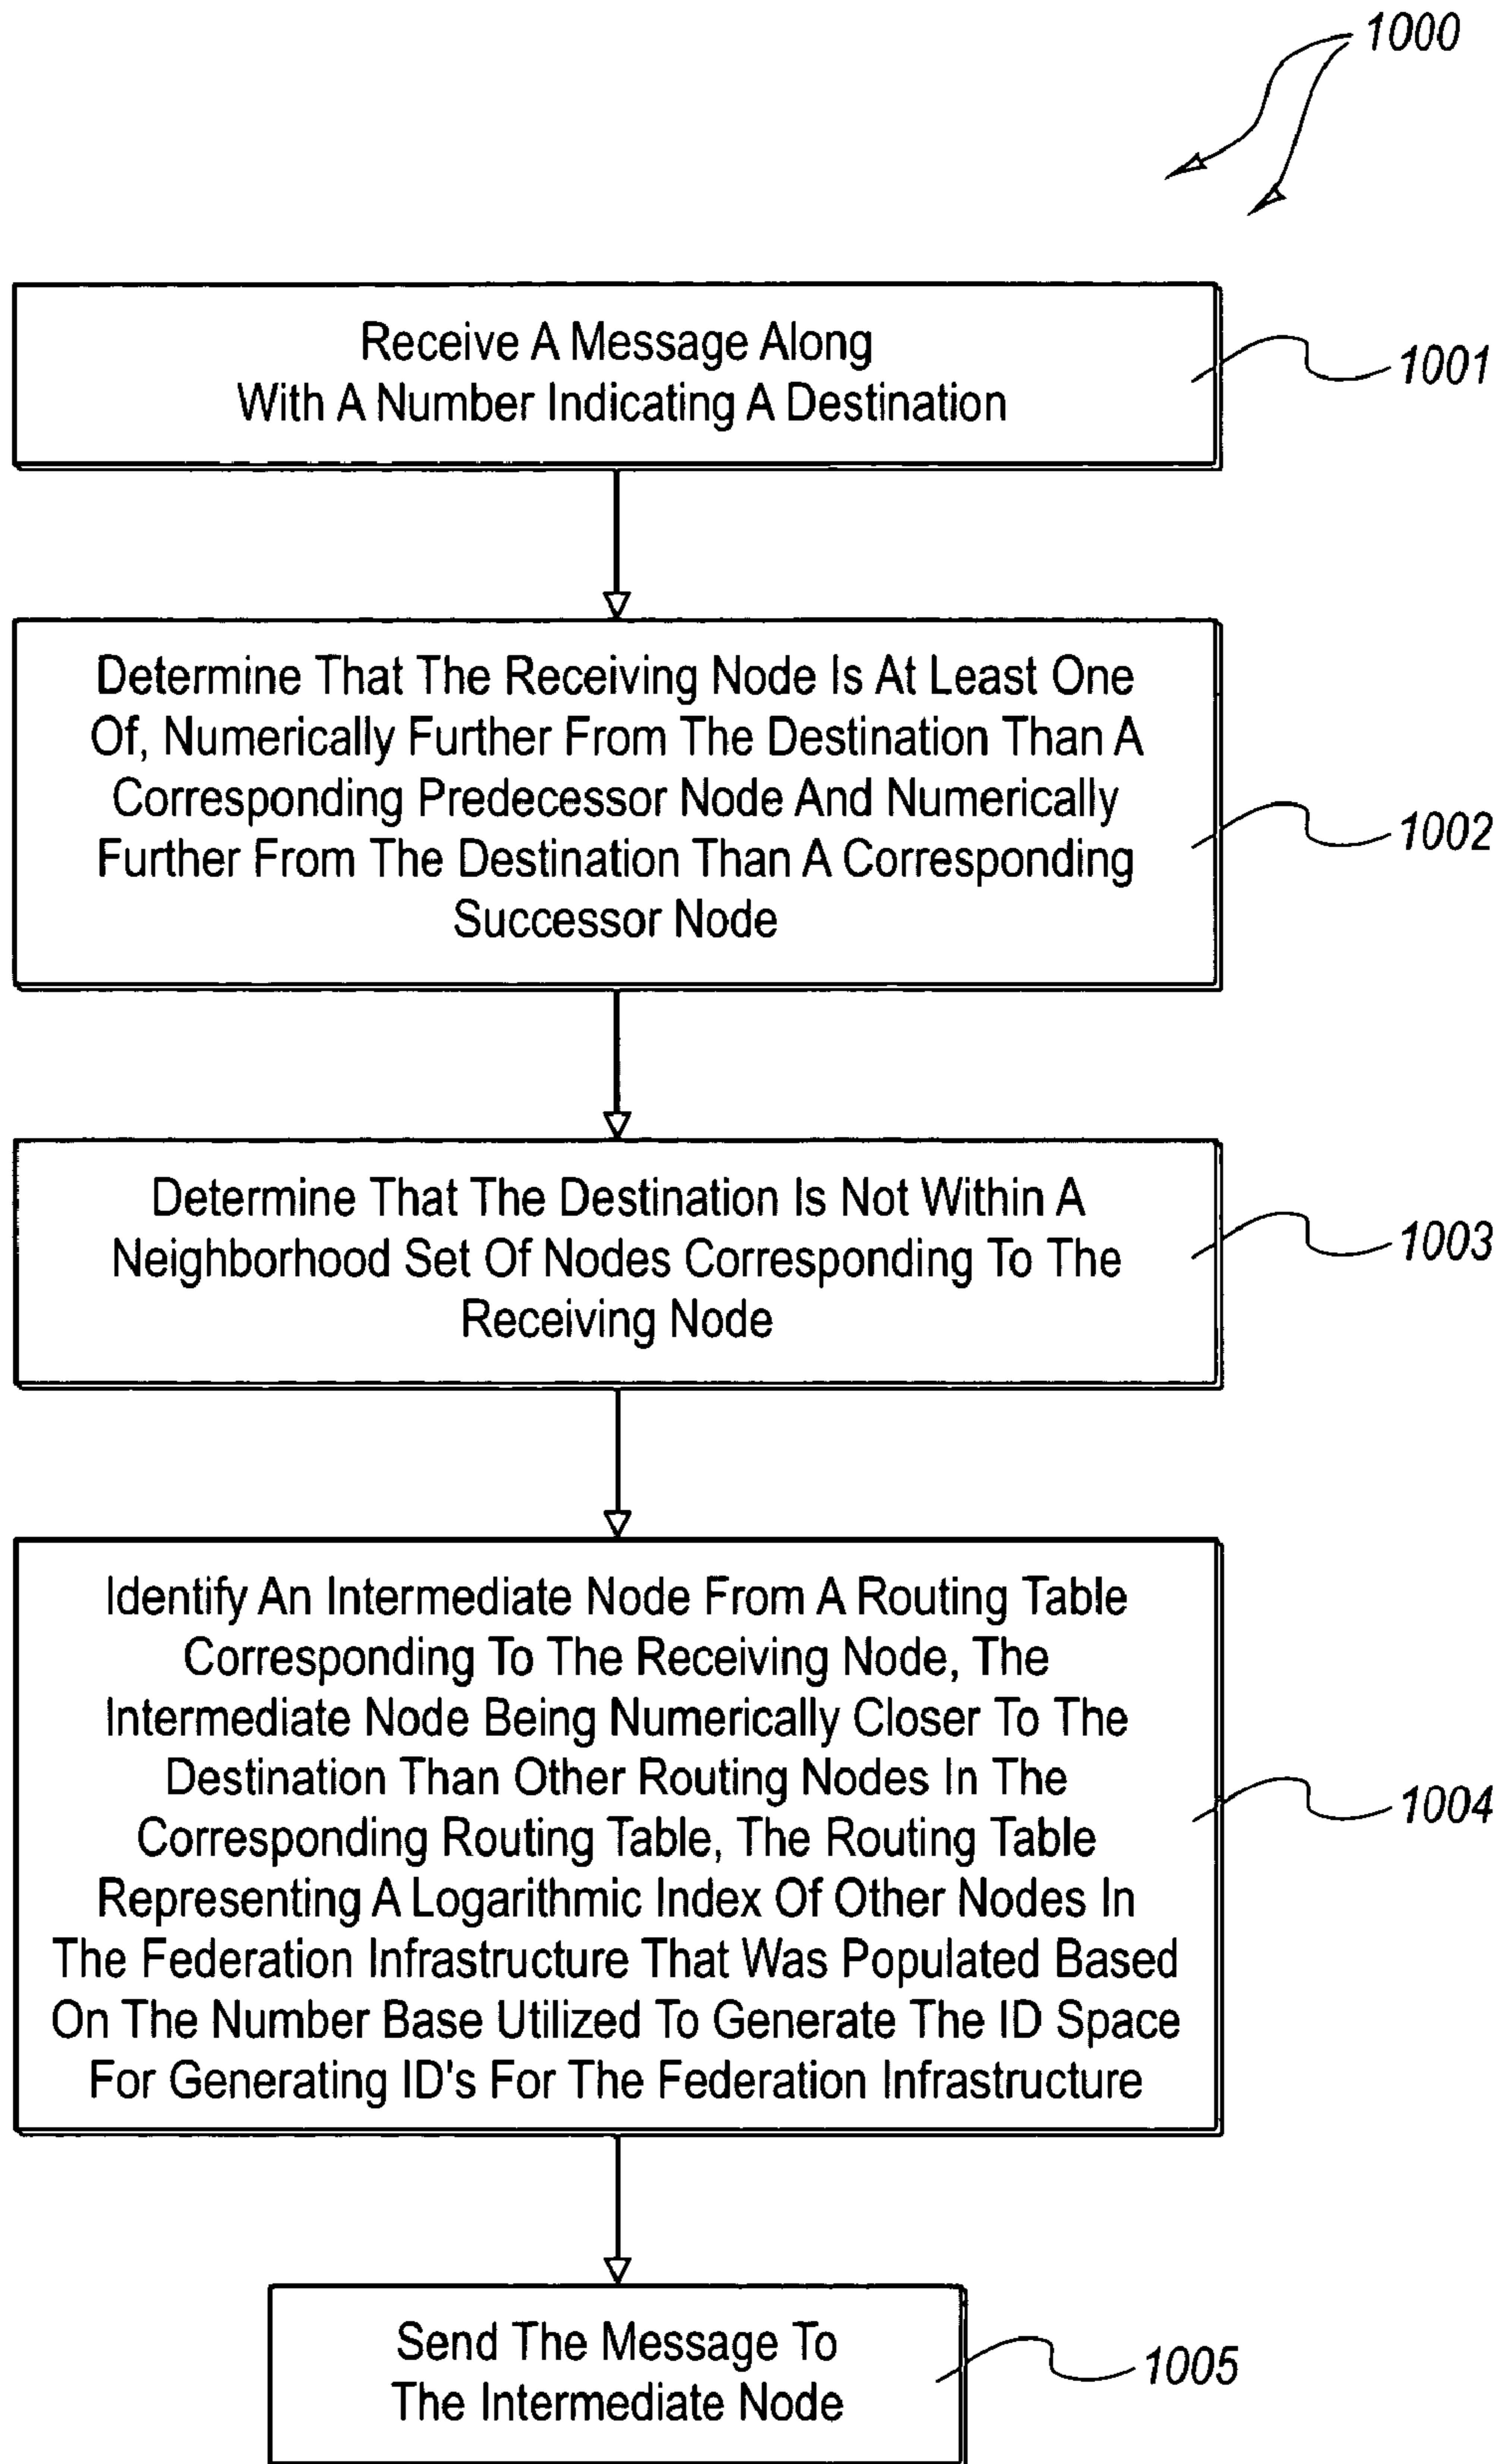 1000
Receive A Message Along
With A Number Indicating A Destination
1001
Determine That The Receiving Node Is At Least One
Of, Numerically Further From The Destination Than A
Corresponding Predecessor Node And Numerically
Further From The Destination Than A Corresponding
Successor Node
1002
Determine That The Destination Is Not Within A
Neighborhood Set Of Nodes Corresponding To The
Receiving Node
1003
Identify An Intermediate Node From A Routing Table
Corresponding To The Receiving Node, The
Intermediate Node Being Numerically Closer To The
Destination Than Other Routing Nodes In The
Corresponding Routing Table, The Routing Table
Representing A Logarithmic Index Of Other Nodes In
The Federation Infrastructure That Was Populated Based
On The Number Base Utilized To Generate The ID Space
For Generating ID's For The Federation Infrastructure
1004
Send The Message To
The Intermediate Node
1005